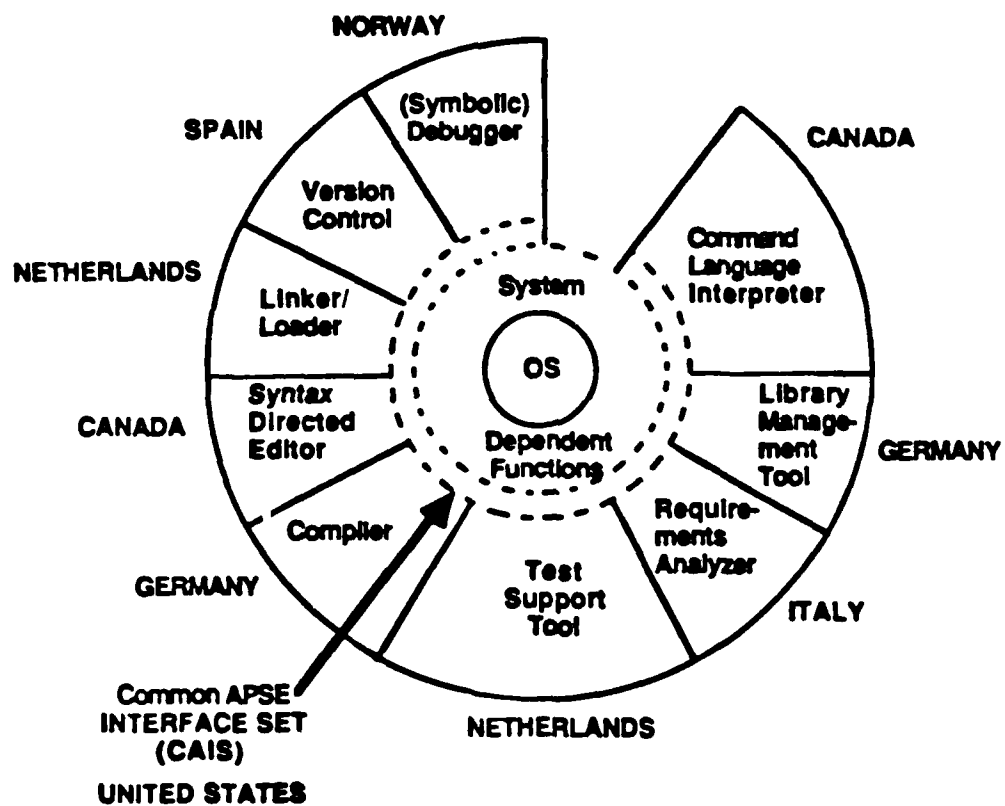 NORWAY
(Symbolic)
Debugger
SPAIN
Version
Control
NETHERLANDS
Linker/
Loader
CANADA
Syntax
Directed
Editor
GERMANY
Compiler
Common APSE
INTERFACE SET
(CAIS)
UNITED STATES
System
OS
Dependent
Functions
CANADA
Command
Language
Interpreter
Library
Manage-
ment
Tool
GERMANY
Require-
ments
Analyzer
ITALY
Test
Support
Tool
NETHERLANDS